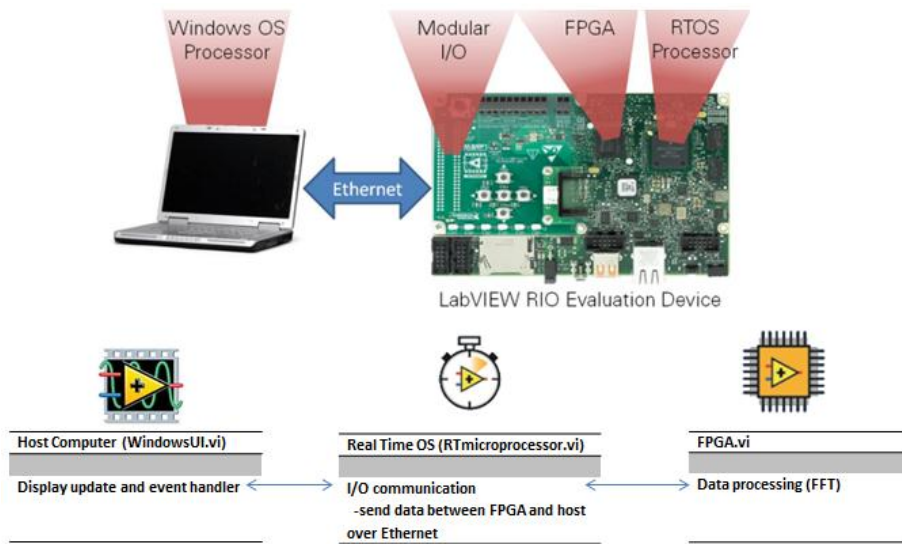 Windows OS
Processor
Modular
I/O
FPGA
RTOS
Processor
Ethernet
LabVIEW RIO Evaluation Device
Host Computer (WindowsUI.vi)
Display update and event handler
Real Time OS (RTmicroprocessor.vi)
I/O communication
-send data between FPGA and host
over Ethernet
FPGA.vi
Data processing (FFT)